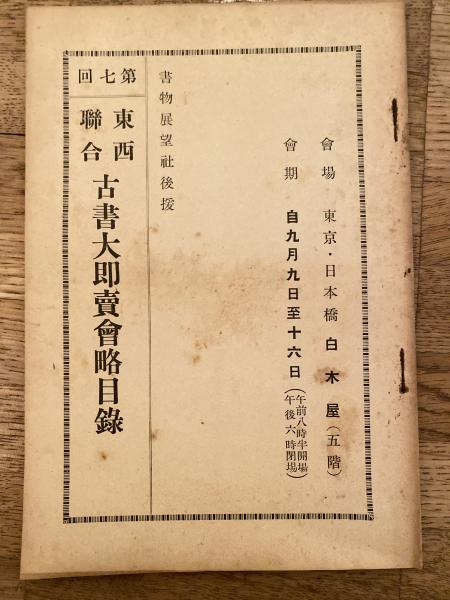 會場 東京・日本橋 白木屋(五階)
會期 自九月九日至十六日(午前八時半開場 午後六時閉場)
書物展望社後援
第七回
東西聯合 古書大即賣會略目錄